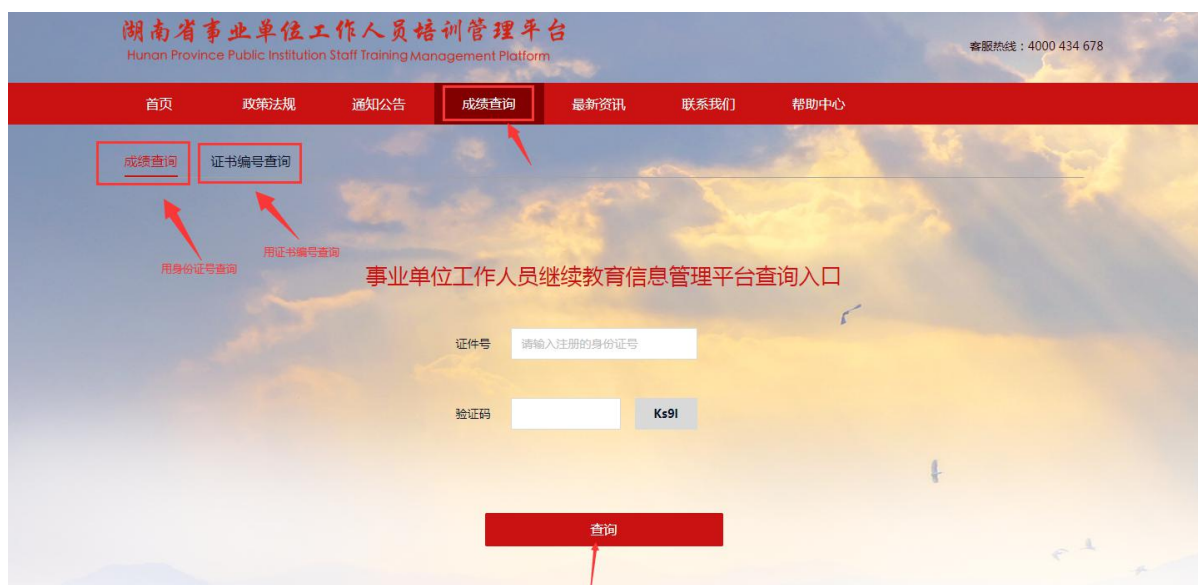 湖南省事业单位工作人员培训管理平台
Hunan Province Public Institution Staff Training Management Platform
客服热线：4000 434 678
首页 政策法规 通知公告 成绩查询 最新资讯 联系我们 帮助中心
成绩查询 证书编号查询
用证书编号查询
用身份证号查询
事业单位工作人员继续教育信息管理平台查询入口
证件号 请输入注册的身份证号
验证码 Ks9l
查询